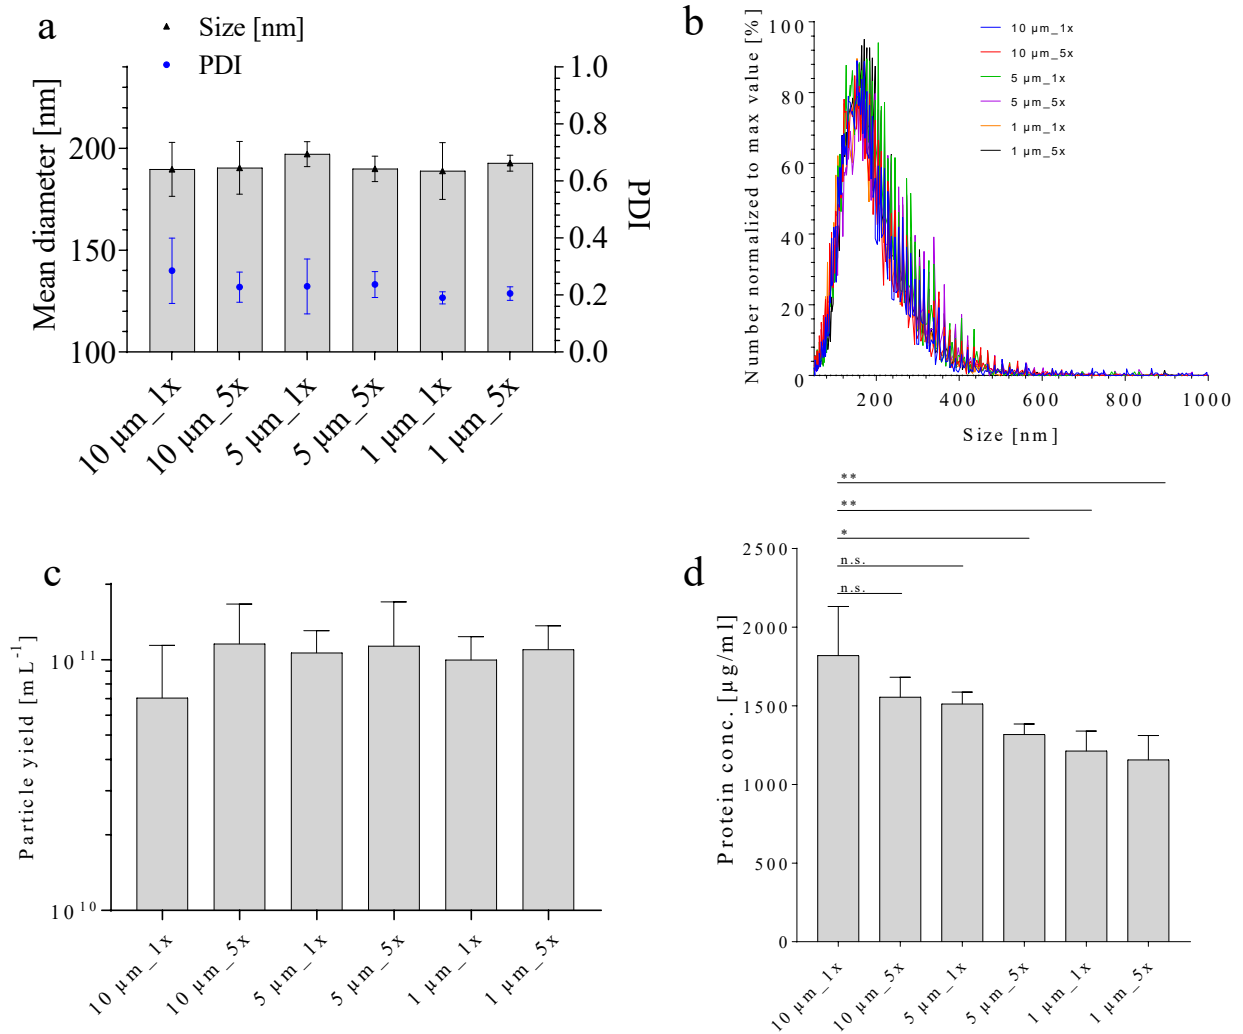 a
Size [nm]
PDI
Mean diameter [nm]
200
150
100
1.0
0.8
0.6
0.4
0.2
0.0
PDI
10 µm_1x
10 µm_5x
5 µm_1x
5 µm_5x
1 µm_1x
1 µm_5x
b
Number normalized to max value [%]
100
80
60
40
20
0
200
400
600
800
1000
Size [nm]
10 µm_1x
10 µm_5x
5 µm_1x
5 µm_5x
1 µm_1x
1 µm_5x
c
Particle yield [mL⁻¹]
10¹¹
10¹⁰
10 µm_1x
10 µm_5x
5 µm_1x
5 µm_5x
1 µm_1x
1 µm_5x
d
**
**
*
n.s.
n.s.
Protein conc. [µg/ml]
2500
2000
1500
1000
500
0
10 µm_1x
10 µm_5x
5 µm_1x
5 µm_5x
1 µm_1x
1 µm_5x